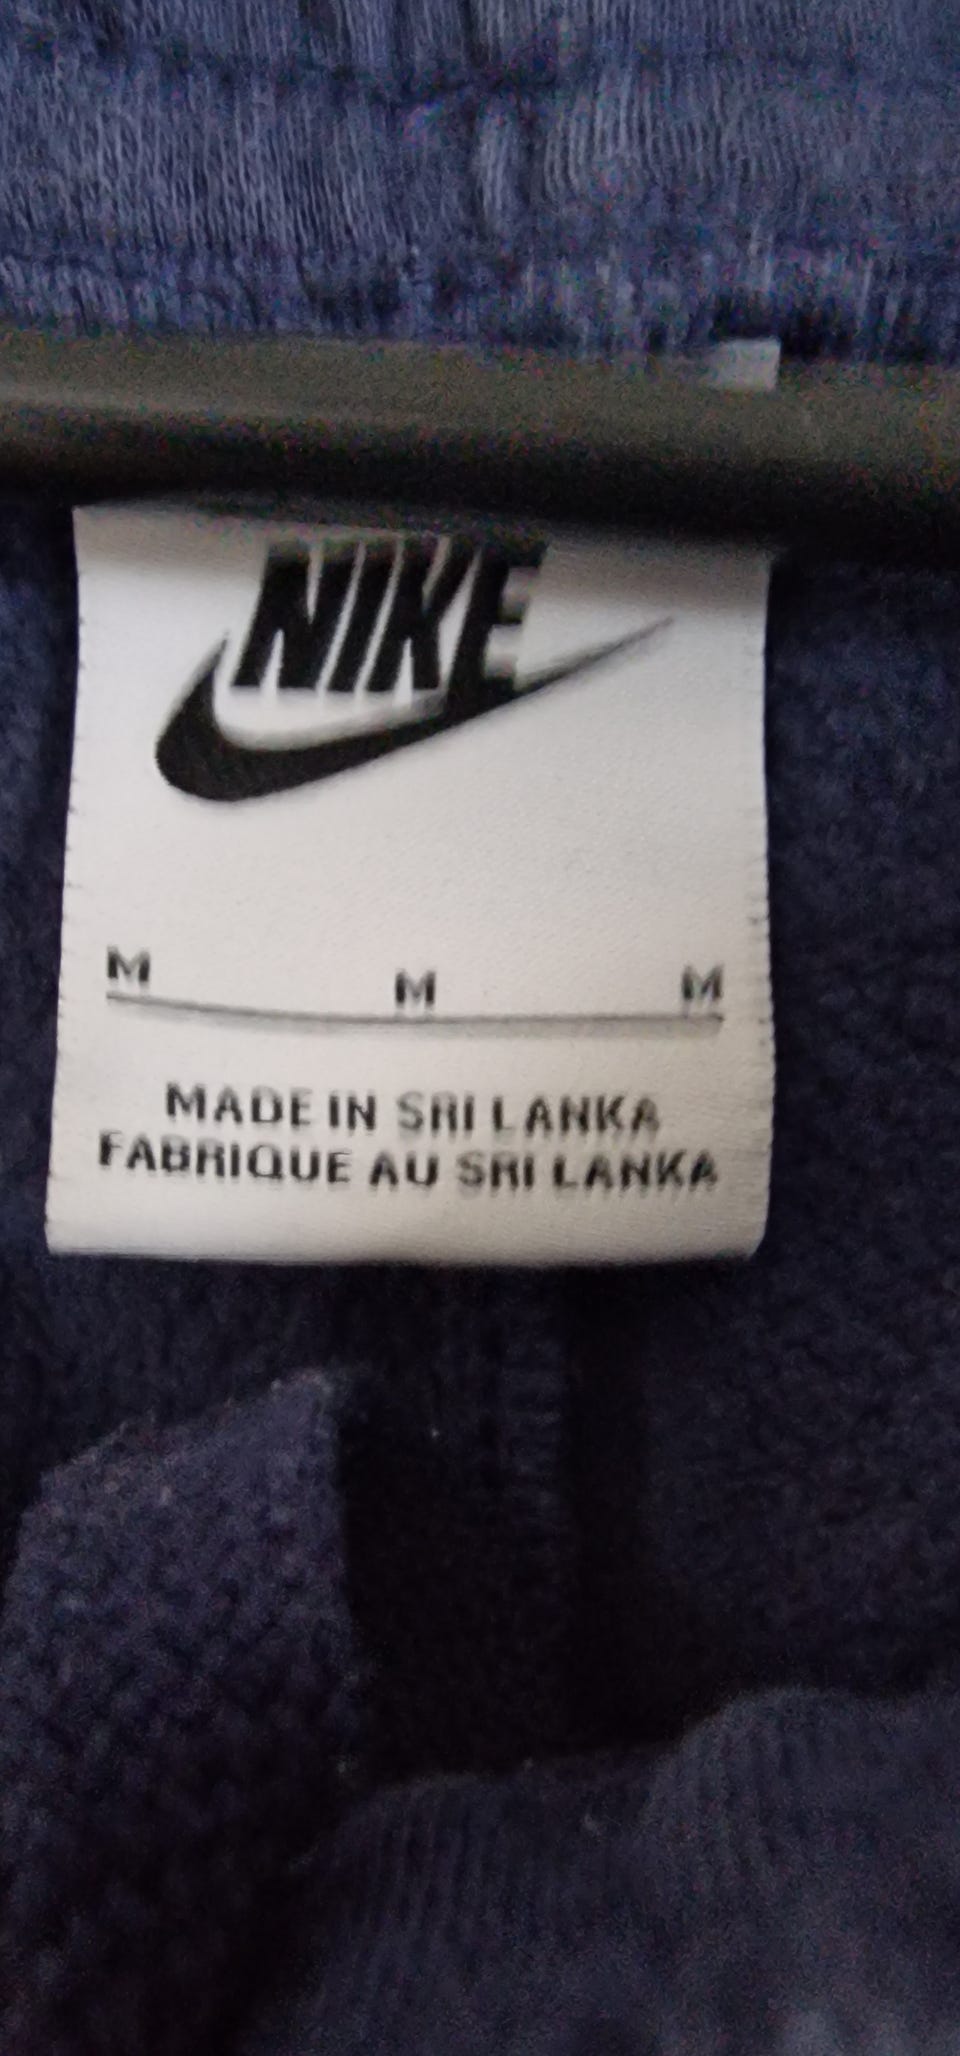 NIKE
M M M
MADE IN SRI LANKA
FABRIQUE AU SRI LANKA